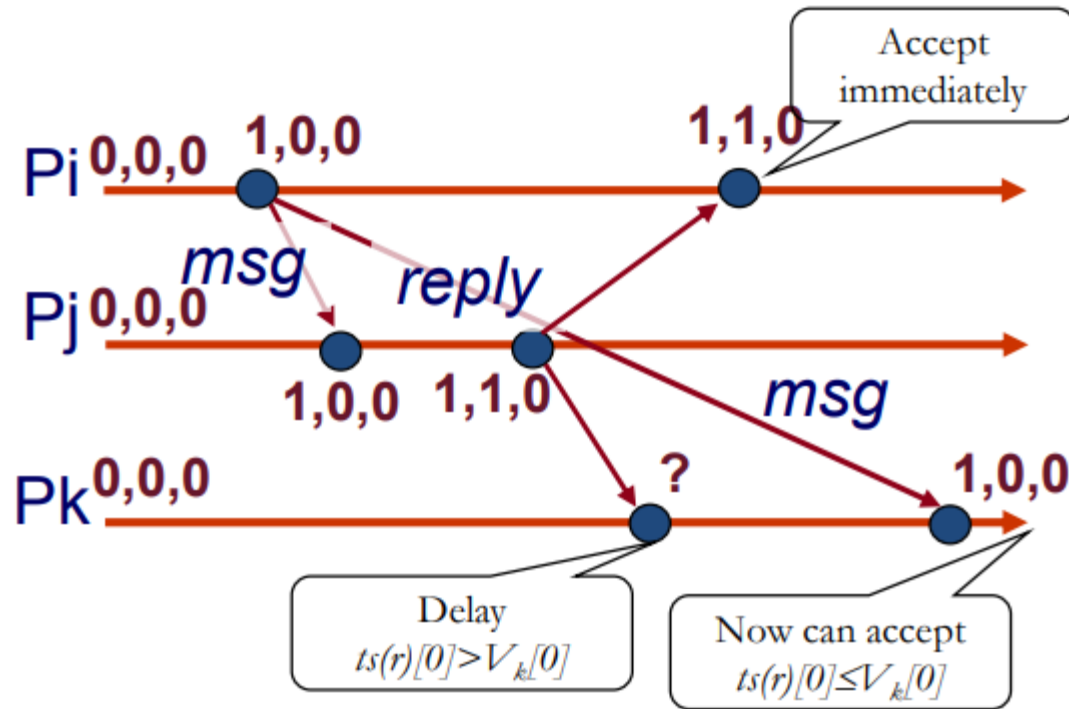 Accept
immediately
Pi 0,0,0
1,0,0
1,1,0
msg
reply
Pj 0,0,0
1,0,0
1,1,0
msg
Pk 0,0,0
?
1,0,0
Delay
ts(r)[0]>Vk[0]
Now can accept
ts(r)[0]≤Vk[0]